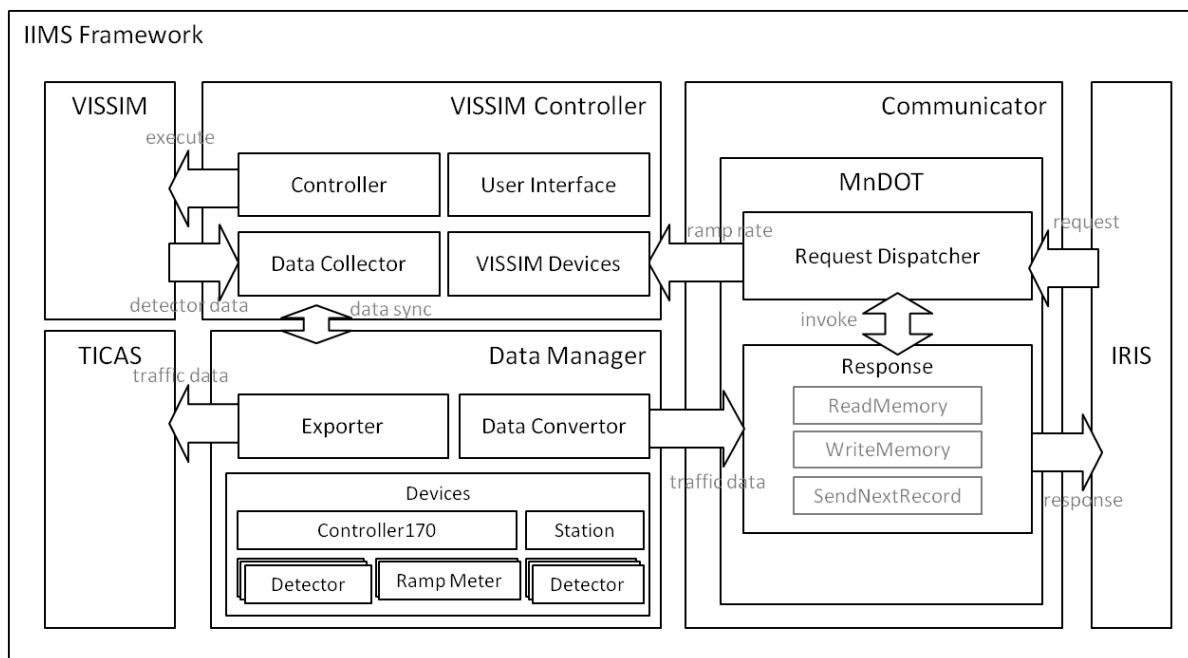 IIMS Framework
VISSIM
VISSIM Controller
Communicator
execute
Controller
User Interface
MnDOT
ramp rate
request
Data Collector
VISSIM Devices
Request Dispatcher
detector data
data sync
invoke
TICAS
Data Manager
Response
IRIS
traffic data
ReadMemory
Exporter
Data Convertor
WriteMemory
traffic data
SendNextRecord
response
Devices
Controller170
Station
Detector
Ramp Meter
Detector